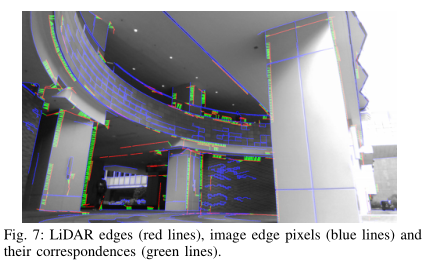 Fig. 7: LiDAR edges (red lines), image edge pixels (blue lines) and
their correspondences (green lines).